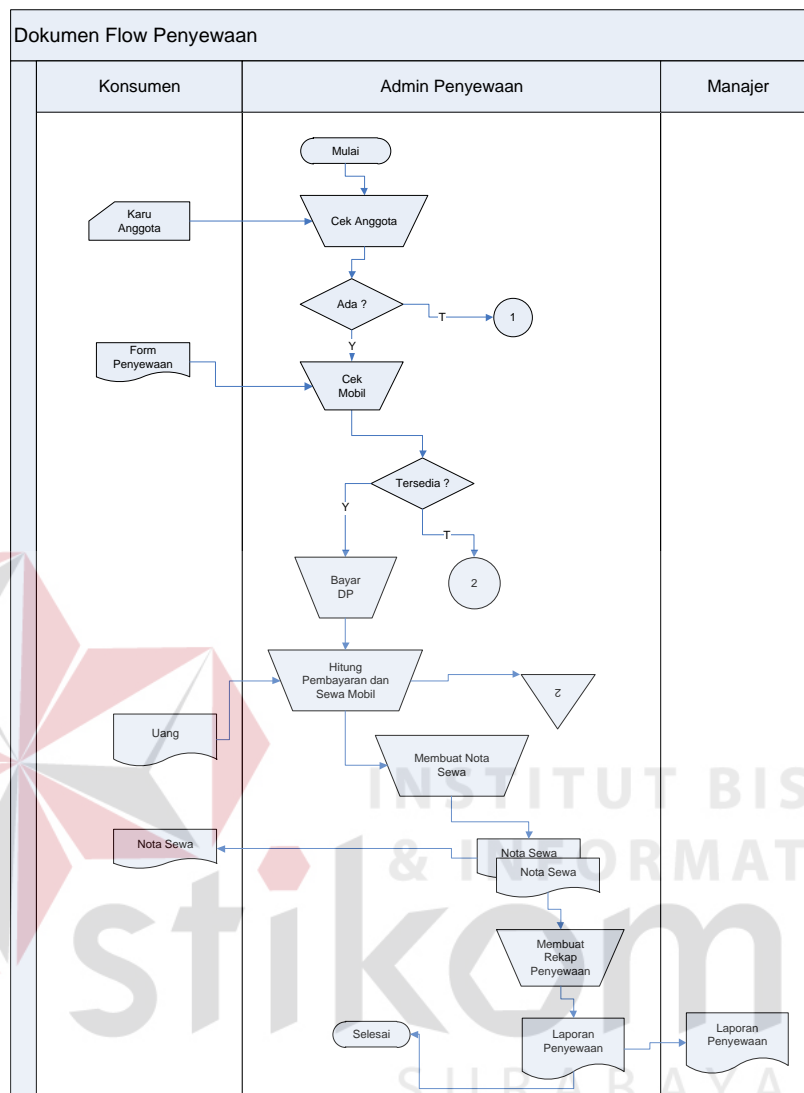 Dokumen Flow Penyewaan
Konsumen
Admin Penyewaan
Manajer
Mulai
Karu
Anggota
Cek Anggota
Ada ?
T
1
Y
Form
Penyewaan
Cek
Mobil
Tersedia ?
Y
T
Bayar
DP
2
Hitung
Pembayaran dan
Sewa Mobil
2
Uang
Membuat Nota
Sewa
INSTITUT BIS
Nota Sewa
Nota Sewa
& INFORMAT
Nota Sewa
stikom
Membuat
Rekap
Penyewaan
Selesai
Laporan
Penyewaan
Laporan
Penyewaan
SURABAYA